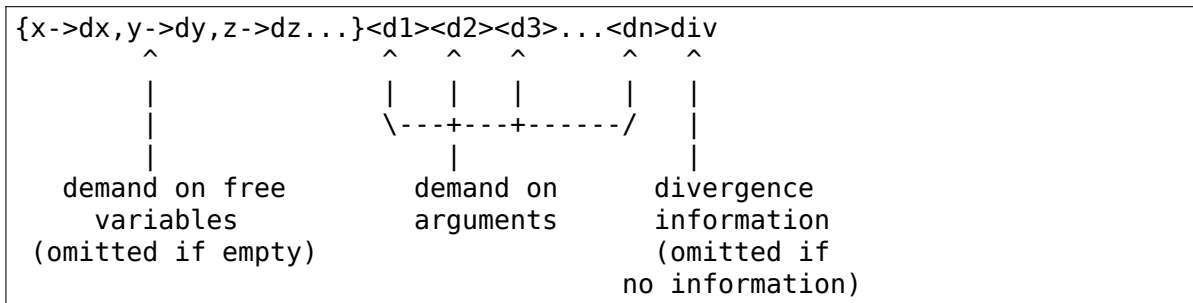 {x->dx,y->dy,z->dz...}<d1><d2><d3>...<dn>div
        ^              ^   ^   ^      ^   ^
        |              |   |   |      |   |
        |              \---+---+------/   |
        |                  |              |
   demand on free        demand on      divergence
     variables           arguments      information
 (omitted if empty)                     (omitted if
                                      no information)